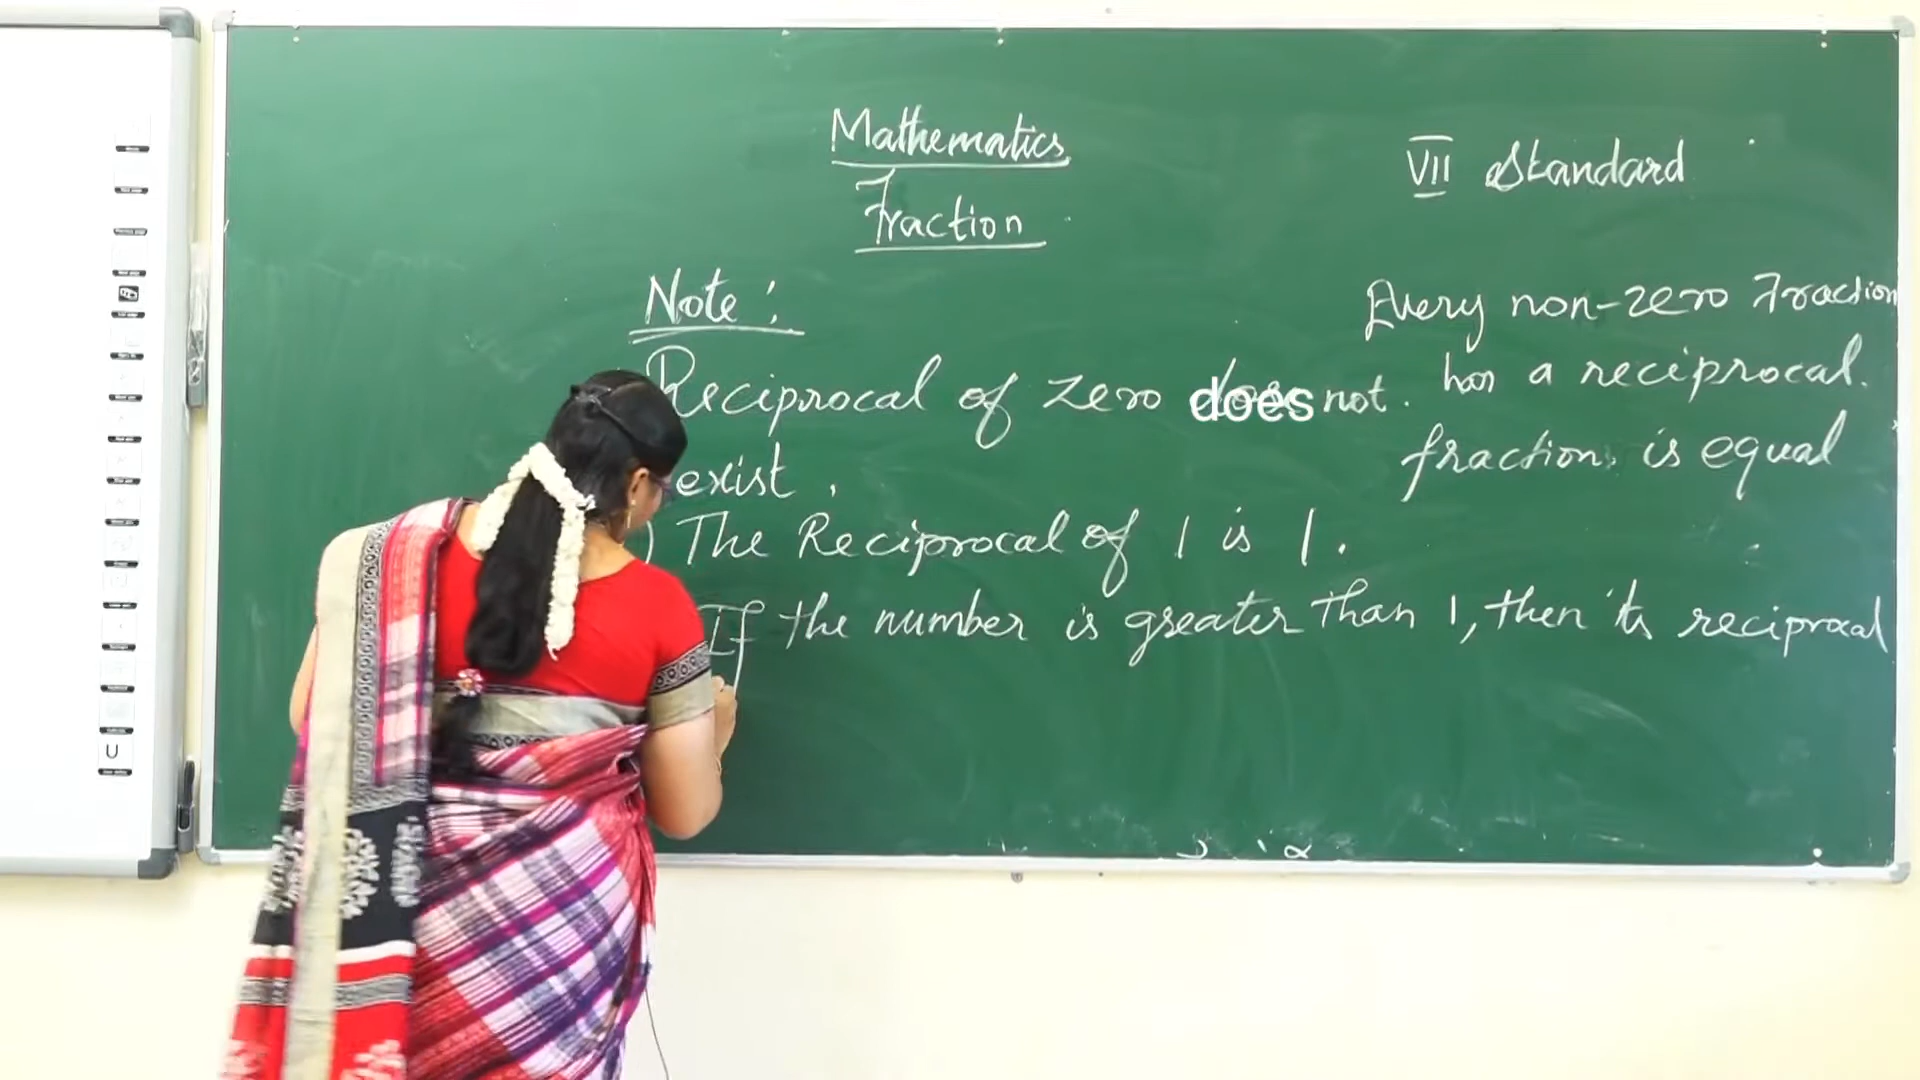 Mathematics
Fraction
VII Standard
Note:
Reciprocal of zero does not.
exist.
) The Reciprocal of 1 is 1.
If the number is greater than 1, then its reciprocal
Every non-zero Fraction
has a reciprocal.
fraction is equal
U